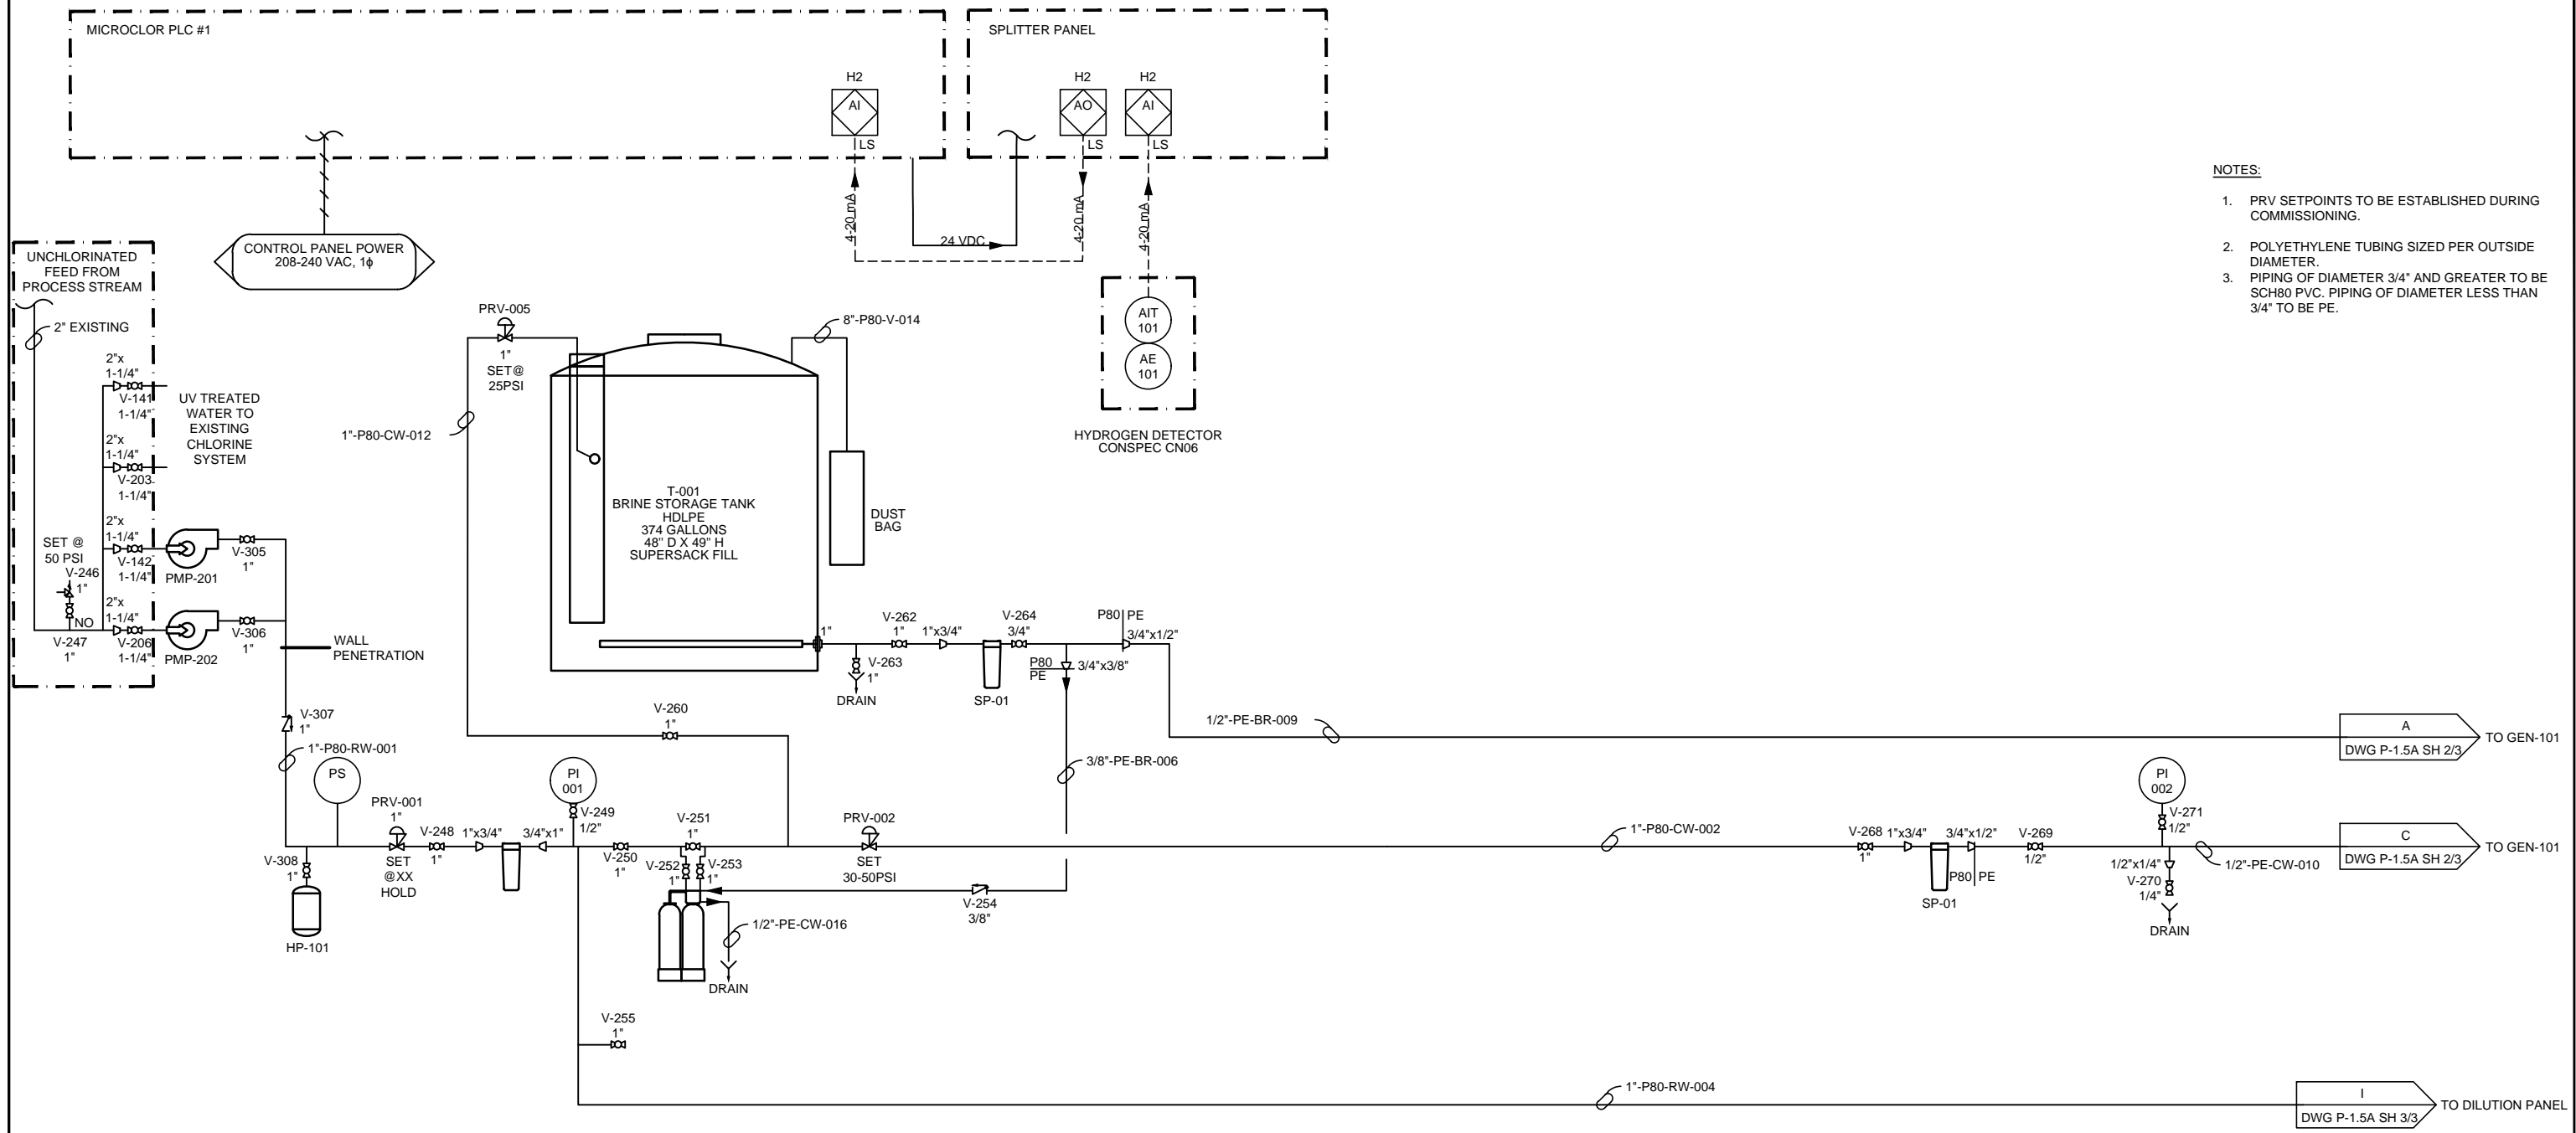 MICROCLOR PLC #1
H2
AI
LS
SPLITTER PANEL
H2
AO
LS
H2
AI
LS
4-20 mA
24 VDC
4-20 mA
4-20 mA
CONTROL PANEL POWER
208-240 VAC, 1ϕ
NOTES:
1. PRV SETPOINTS TO BE ESTABLISHED DURING
COMMISSIONING.
2. POLYETHYLENE TUBING SIZED PER OUTSIDE
DIAMETER.
3. PIPING OF DIAMETER 3/4" AND GREATER TO BE
SCH80 PVC. PIPING OF DIAMETER LESS THAN
3/4" TO BE PE.
UNCHLORINATED
FEED FROM
PROCESS STREAM
2" EXISTING
2"x
1-1/4"
V-141
1-1/4"
2"x
1-1/4"
V-203
1-1/4"
2"x
1-1/4"
V-142
1-1/4"
2"x
1-1/4"
V-206
1-1/4"
SET @
50 PSI
V-246
1"
NO
V-247
1"
UV TREATED
WATER TO
EXISTING
CHLORINE
SYSTEM
PMP-201
V-305
1"
PMP-202
V-306
1"
WALL
PENETRATION
V-307
1"
1"-P80-RW-001
PRV-005
1"
SET@
25PSI
1"-P80-CW-012
8"-P80-V-014
T-001
BRINE STORAGE TANK
HDLPE
374 GALLONS
48" D X 49" H
SUPERSACK FILL
DUST
BAG
AIT
101
AE
101
HYDROGEN DETECTOR
CONSPEC CN06
1"
V-262
1"
1"x3/4"
V-264
3/4"
P80
PE
3/4"x1/2"
V-263
1"
DRAIN
SP-01
P80
PE
3/4"x3/8"
V-260
1"
1/2"-PE-BR-009
A
DWG P-1.5A SH 2/3
TO GEN-101
3/8"-PE-BR-006
PS
PRV-001
1"
SET
@XX
HOLD
V-248
1"
1"x3/4"
3/4"x1"
PI
001
V-249
1/2"
V-250
1"
V-251
1"
V-252
1"
V-253
1"
PRV-002
SET
30-50PSI
V-308
1"
HP-101
V-254
3/8"
1/2"-PE-CW-016
DRAIN
1"-P80-CW-002
V-268
1"
1"x3/4"
3/4"x1/2"
V-269
1/2"
SP-01
P80
PE
PI
002
V-271
1/2"
1/2"x1/4"
V-270
1/4"
DRAIN
1/2"-PE-CW-010
C
DWG P-1.5A SH 2/3
TO GEN-101
V-255
1"
1"-P80-RW-004
I
DWG P-1.5A SH 3/3
TO DILUTION PANEL